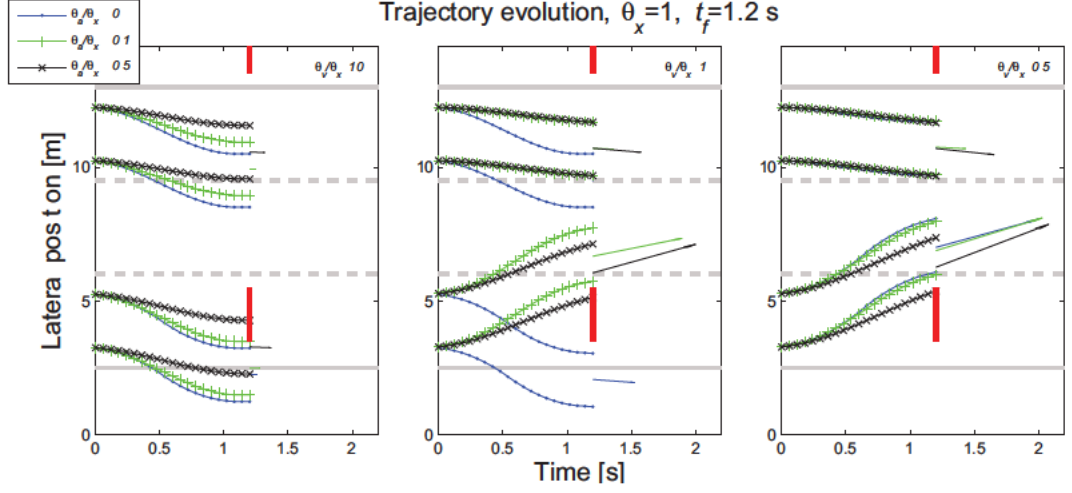 Trajectory evolution, θx=1, tf=1.2 s
θa/θx 0
θa/θx 0 1
θa/θx 0 5
θv/θx 10
θv/θx 1
θv/θx 0 5
Latera pos t on [m]
10
5
0
10
5
0
10
5
0
0 0.5 1 1.5 2
0 0.5 1 1.5 2
0 0.5 1 1.5 2
Time [s]